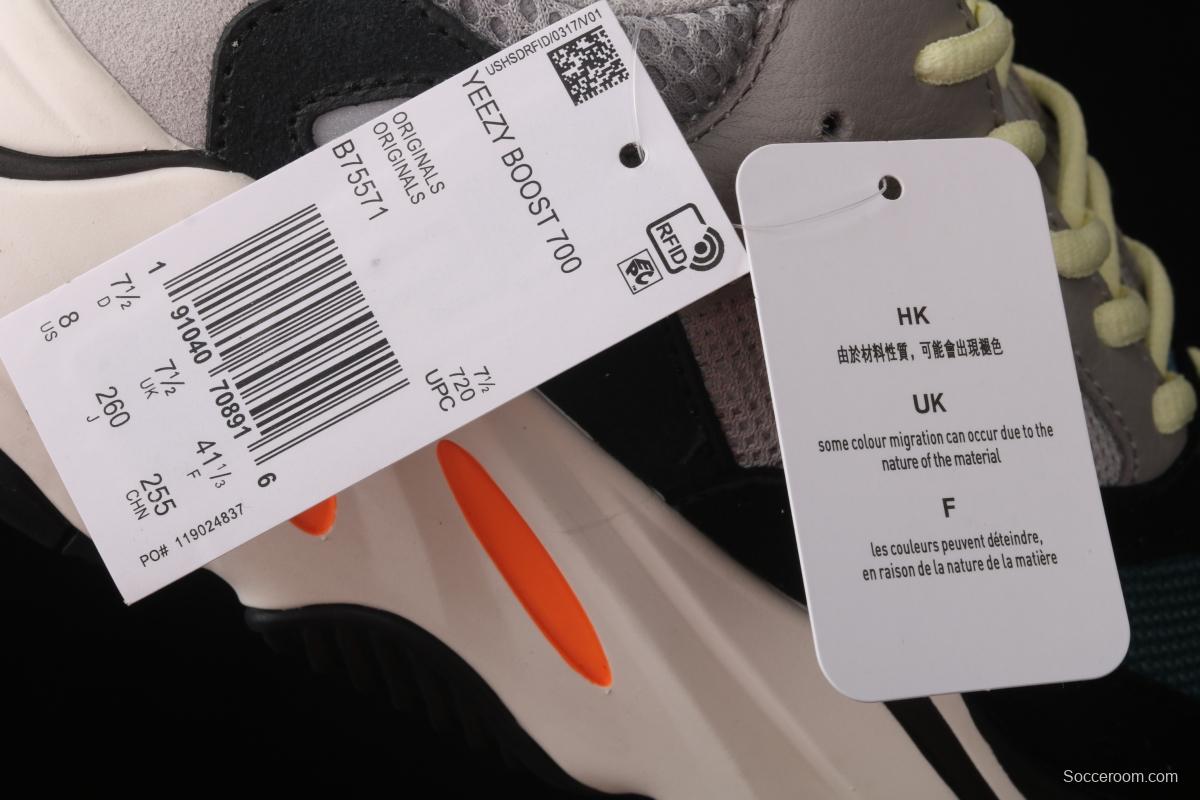 USHSDRFID/0317/V01
YEEZY BOOST 700
ORIGINALS
ORIGINALS
B75571
RFID
EPC
1 91040 70891 6
7½ D
8 US
7½ UK
260 J
41⅓ F
255 CHN
7½
720
UPC
PO# 119024837
HK
由於材料性質，可能會出現褪色
UK
some colour migration can occur due to the
nature of the material
F
les couleurs peuvent déteindre,
en raison de la nature de la matière
Socceroom.com